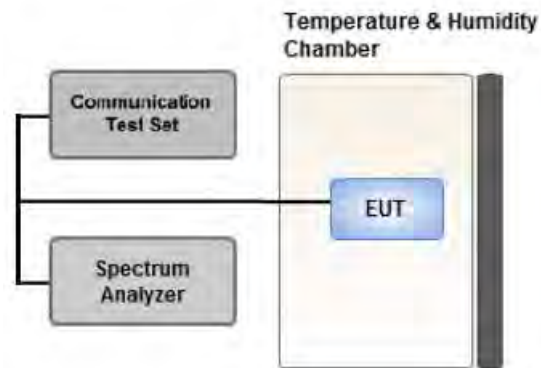 Temperature & Humidity
Chamber
Communication
Test Set
EUT
Spectrum
Analyzer